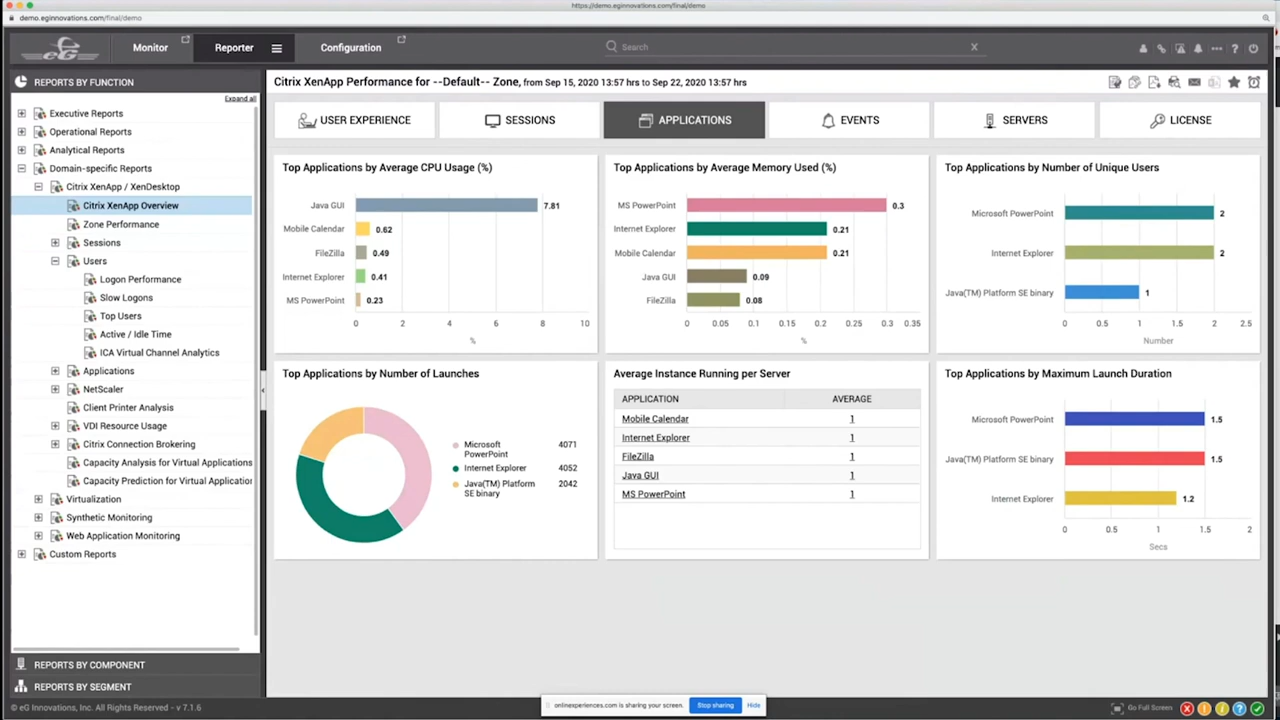 https://demo.eginnovations.com/final/demo
demo.eginnovations.com/final/demo
eG
Monitor
Reporter
Configuration
Search
X
REPORTS BY FUNCTION
Expand all
Executive Reports
Operational Reports
Analytical Reports
Domain-specific Reports
Citrix XenApp / XenDesktop
Citrix XenApp Overview
Zone Performance
Sessions
Users
Logon Performance
Slow Logons
Top Users
Active / Idle Time
ICA Virtual Channel Analytics
Applications
NetScaler
Client Printer Analysis
VDI Resource Usage
Citrix Connection Brokering
Capacity Analysis for Virtual Applications
Capacity Prediction for Virtual Application
Virtualization
Synthetic Monitoring
Web Application Monitoring
Custom Reports
REPORTS BY COMPONENT
REPORTS BY SEGMENT
Citrix XenApp Performance for --Default-- Zone, from Sep 15, 2020 13:57 hrs to Sep 22, 2020 13:57 hrs
USER EXPERIENCE
SESSIONS
APPLICATIONS
EVENTS
SERVERS
LICENSE
Top Applications by Average CPU Usage (%)
Java GUI 7.81
Mobile Calendar 0.62
FileZilla 0.49
Internet Explorer 0.41
MS PowerPoint 0.23
0 2 4 6 8 10
%
Top Applications by Average Memory Used (%)
MS PowerPoint 0.3
Internet Explorer 0.21
Mobile Calendar 0.21
Java GUI 0.09
FileZilla 0.08
0 0.05 0.1 0.15 0.2 0.25 0.3 0.35
%
Top Applications by Number of Unique Users
Microsoft PowerPoint 2
Internet Explorer 2
Java(TM) Platform SE binary 1
0 0.5 1 1.5 2 2.5
Number
Top Applications by Number of Launches
Microsoft 4071
PowerPoint
Internet Explorer 4052
Java(TM) Platform 2042
SE binary
Average Instance Running per Server
APPLICATION AVERAGE
Mobile Calendar 1
Internet Explorer 1
FileZilla 1
Java GUI 1
MS PowerPoint 1
Top Applications by Maximum Launch Duration
Microsoft PowerPoint 1.5
Java(TM) Platform SE binary 1.5
Internet Explorer 1.2
0 0.5 1 1.5 2
Secs
© eG Innovations, Inc. All Rights Reserved - v 7.1.6
onlinexperiences.com is sharing your screen.
Stop sharing
Hide
Go Full Screen